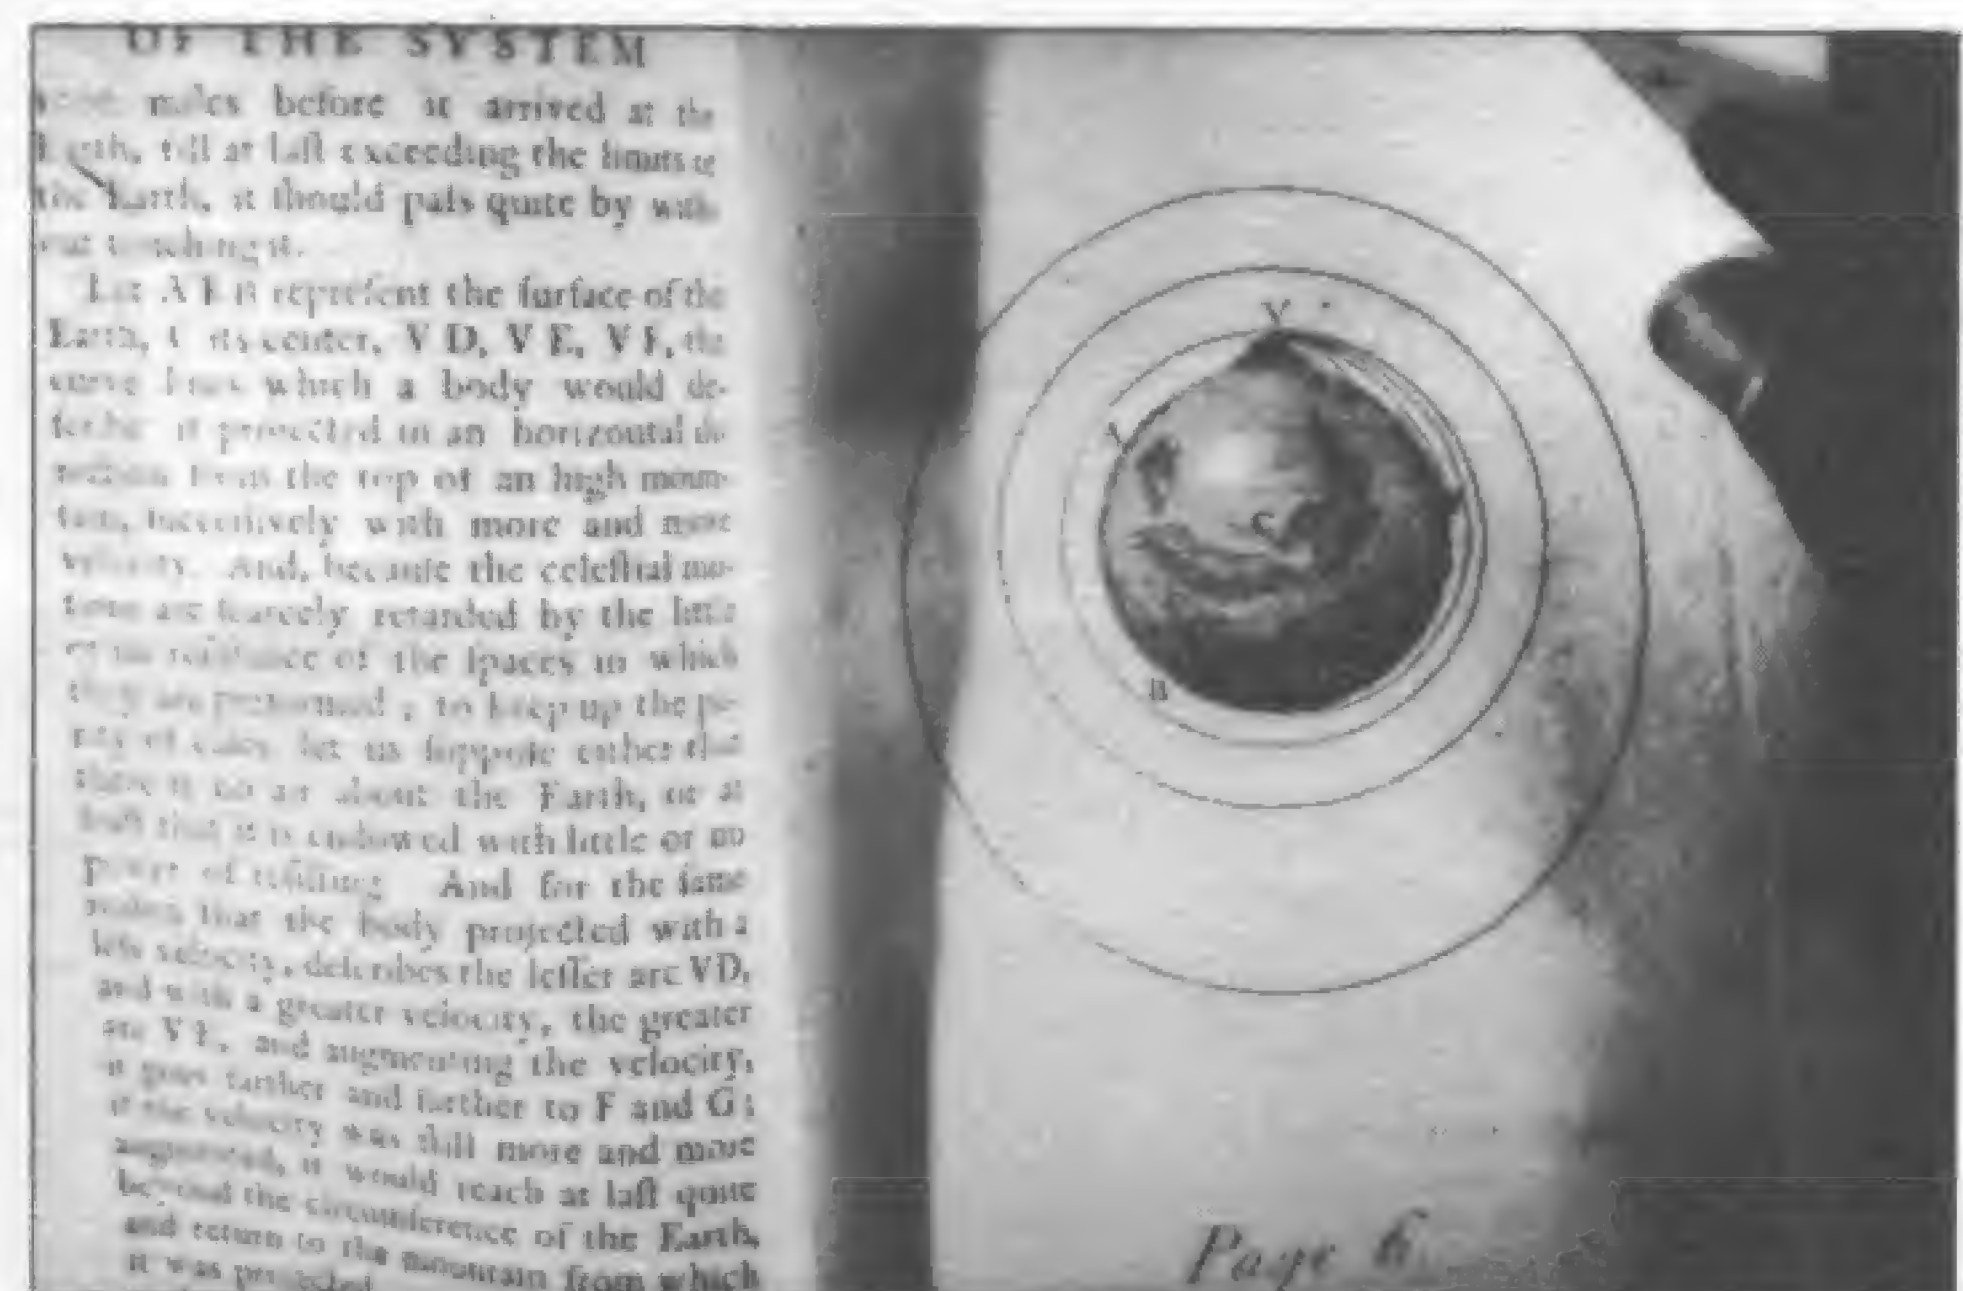 OF THE SYSTEM
miles before it arrived at the
Earth, till at laſt exceeding the limits of
the Earth, it ſhould paſs quite by with-
out touching it.
Let A F B repreſent the ſurface of the
Earth, C its center, V D, V E, V F, the
curve lines which a body would de-
ſcribe if projected in an horizontal di-
rection from the top of an high moun-
tain, ſucceſſively with more and more
velocity. And, becauſe the celeſtial mo-
tions are ſcarcely retarded by the little
or no reſiſtance of the ſpaces in which
they are performed; to keep up the pa-
rity of caſes, let us ſuppoſe either that
there is no air about the Earth, or at
leaſt that it is endowed with little or no
power of reſiſting. And for the ſame
reaſon that the body projected with a
leſs velocity, deſcribes the leſſer arc VD,
and with a greater velocity, the greater
arc V E, and augmenting the velocity,
it goes farther and farther to F and G;
if the velocity was ſtill more and more
augmented, it would reach at laſt quite
beyond the circumference of the Earth,
and return to the mountain from which
it was projected
V
C
B
Page 6